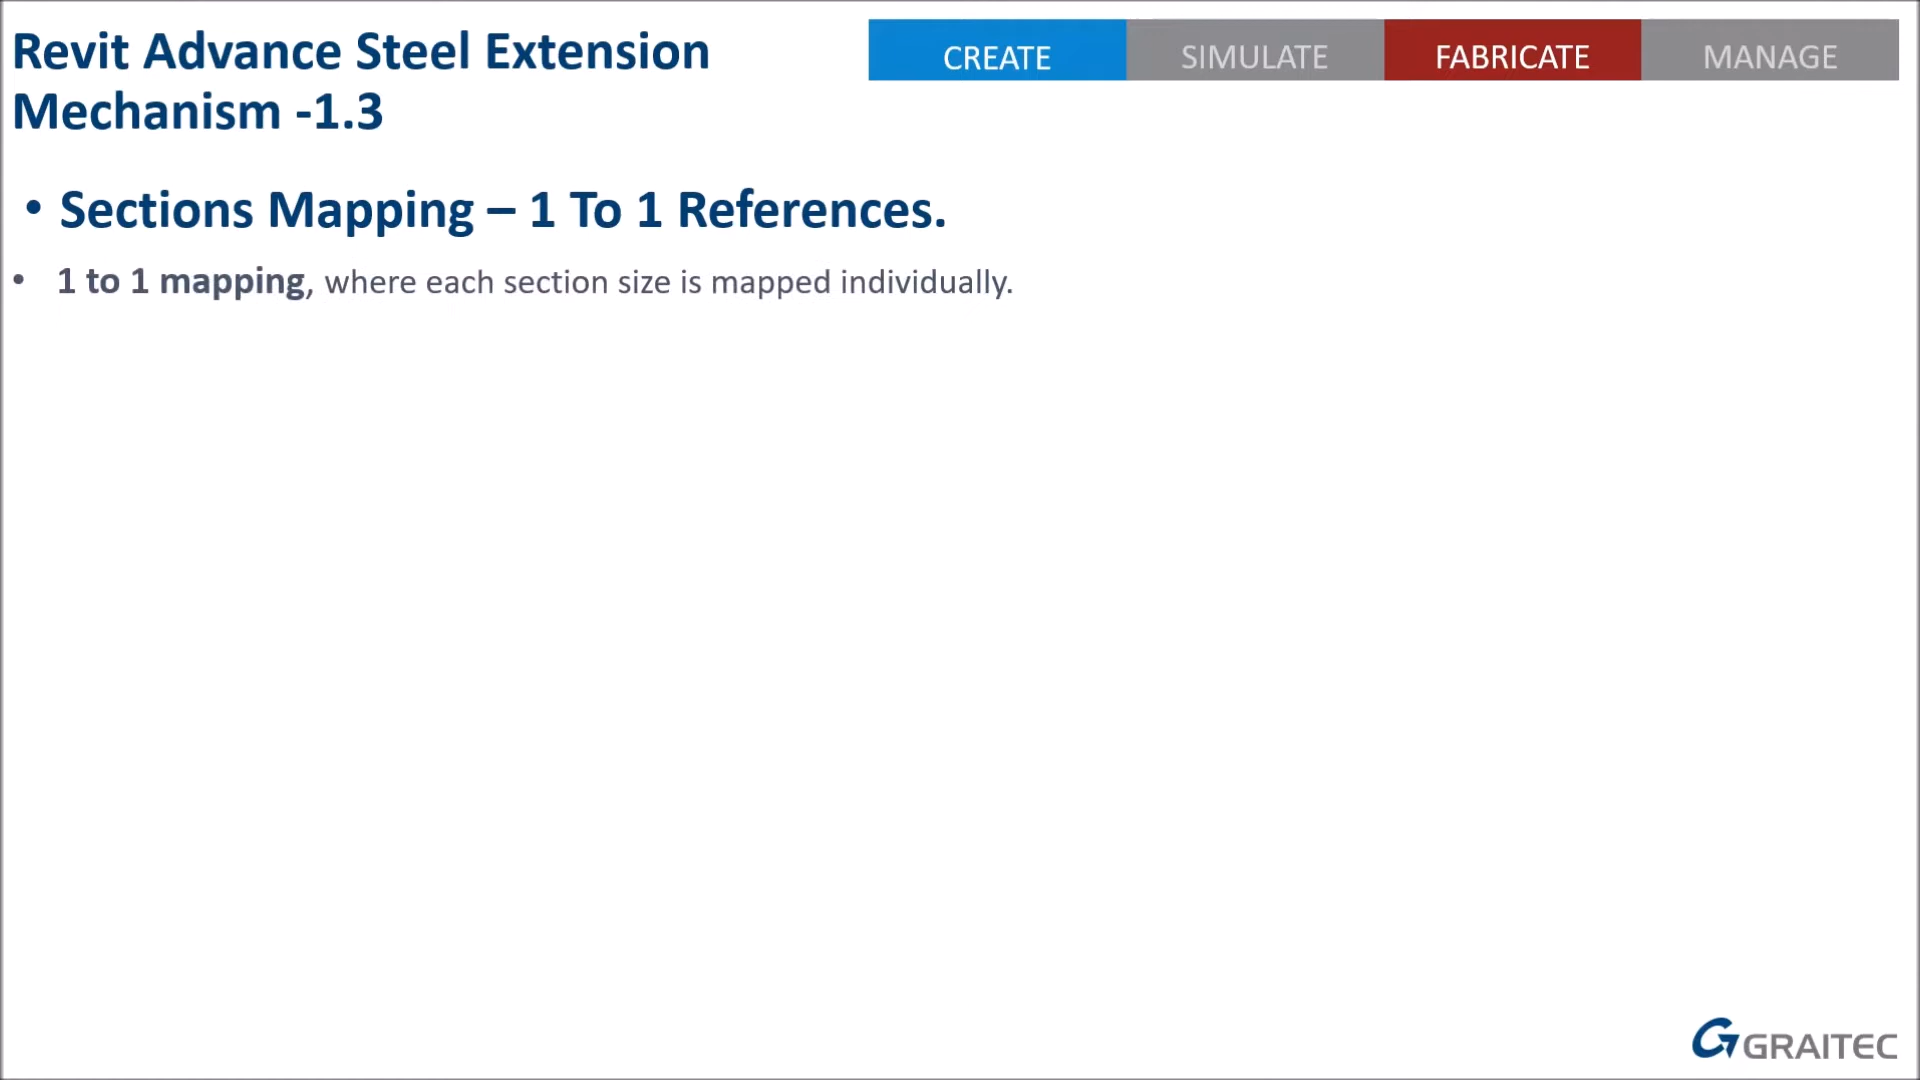 Revit Advance Steel Extension
Mechanism -1.3
CREATE
SIMULATE
FABRICATE
MANAGE
• Sections Mapping – 1 To 1 References.
• 1 to 1 mapping, where each section size is mapped individually.
GRAITEC